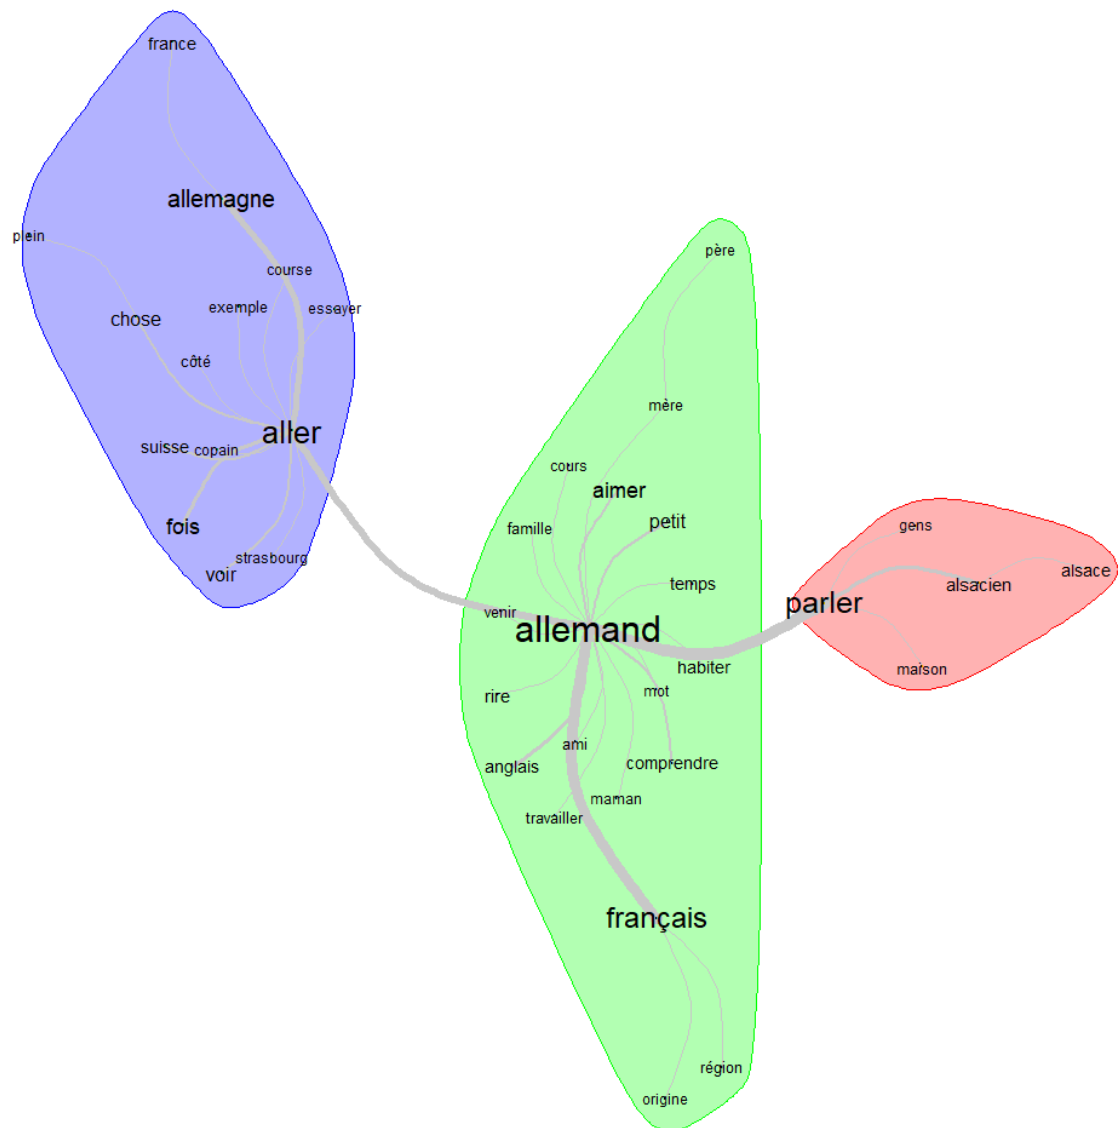 france
allemagne
plein
course
exemple
essayer
chose
côté
aller
suisse
copain
fois
voir
strasbourg
père
mère
cours
aimer
famille
petit
temps
venir
allemand
habiter
rire
mot
ami
anglais
comprendre
maman
travailler
français
région
origine
gens
alsace
alsacien
parler
maison